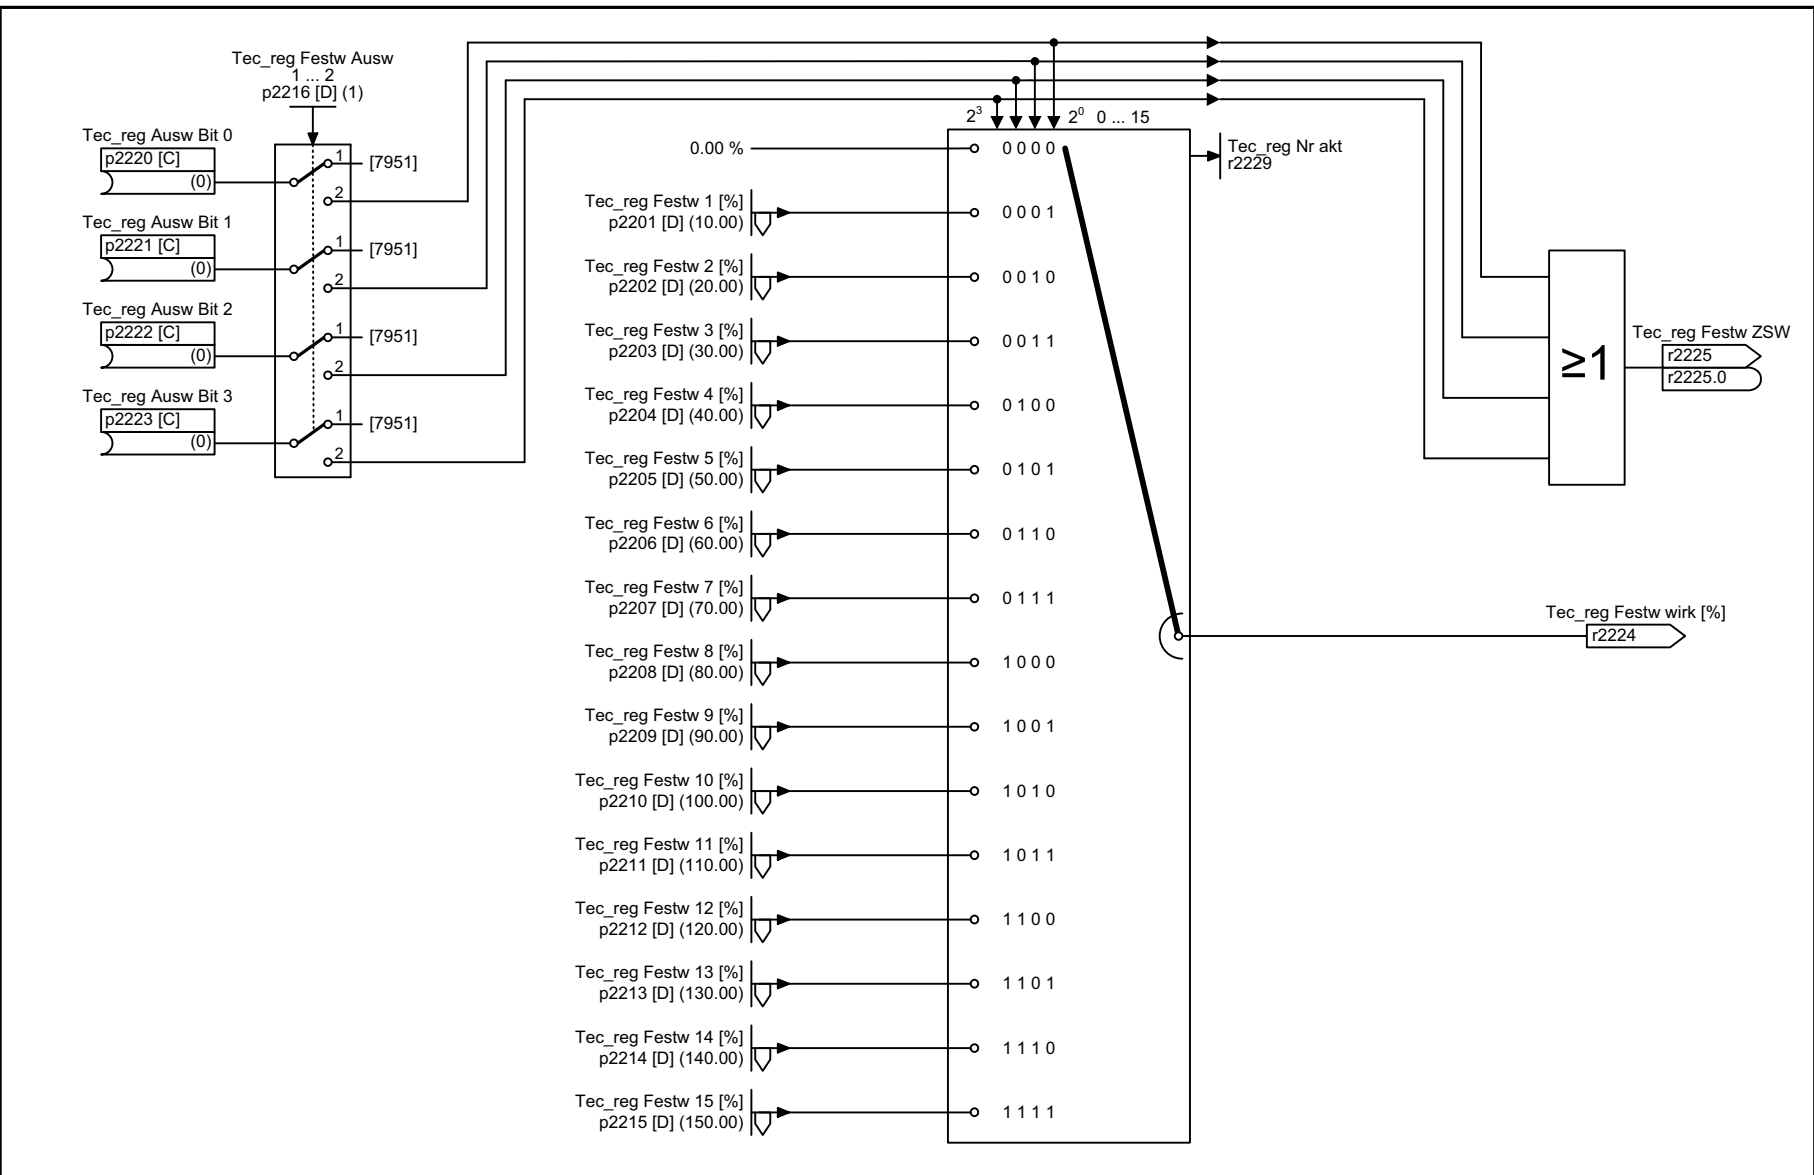 Tec_reg Festw Ausw
1 ... 2
p2216 [D] (1)
Tec_reg Ausw Bit 0
p2220 [C]
(0)
1
[7951]
2
Tec_reg Ausw Bit 1
p2221 [C]
(0)
1
[7951]
2
Tec_reg Ausw Bit 2
p2222 [C]
(0)
1
[7951]
2
Tec_reg Ausw Bit 3
p2223 [C]
(0)
1
[7951]
2
2³ 2⁰ 0 ... 15
0.00 % 0 0 0 0
Tec_reg Festw 1 [%]
p2201 [D] (10.00)
0 0 0 1
Tec_reg Festw 2 [%]
p2202 [D] (20.00)
0 0 1 0
Tec_reg Festw 3 [%]
p2203 [D] (30.00)
0 0 1 1
Tec_reg Festw 4 [%]
p2204 [D] (40.00)
0 1 0 0
Tec_reg Festw 5 [%]
p2205 [D] (50.00)
0 1 0 1
Tec_reg Festw 6 [%]
p2206 [D] (60.00)
0 1 1 0
Tec_reg Festw 7 [%]
p2207 [D] (70.00)
0 1 1 1
Tec_reg Festw 8 [%]
p2208 [D] (80.00)
1 0 0 0
Tec_reg Festw 9 [%]
p2209 [D] (90.00)
1 0 0 1
Tec_reg Festw 10 [%]
p2210 [D] (100.00)
1 0 1 0
Tec_reg Festw 11 [%]
p2211 [D] (110.00)
1 0 1 1
Tec_reg Festw 12 [%]
p2212 [D] (120.00)
1 1 0 0
Tec_reg Festw 13 [%]
p2213 [D] (130.00)
1 1 0 1
Tec_reg Festw 14 [%]
p2214 [D] (140.00)
1 1 1 0
Tec_reg Festw 15 [%]
p2215 [D] (150.00)
1 1 1 1
Tec_reg Nr akt
r2229
≥1
Tec_reg Festw ZSW
r2225
r2225.0
Tec_reg Festw wirk [%]
r2224